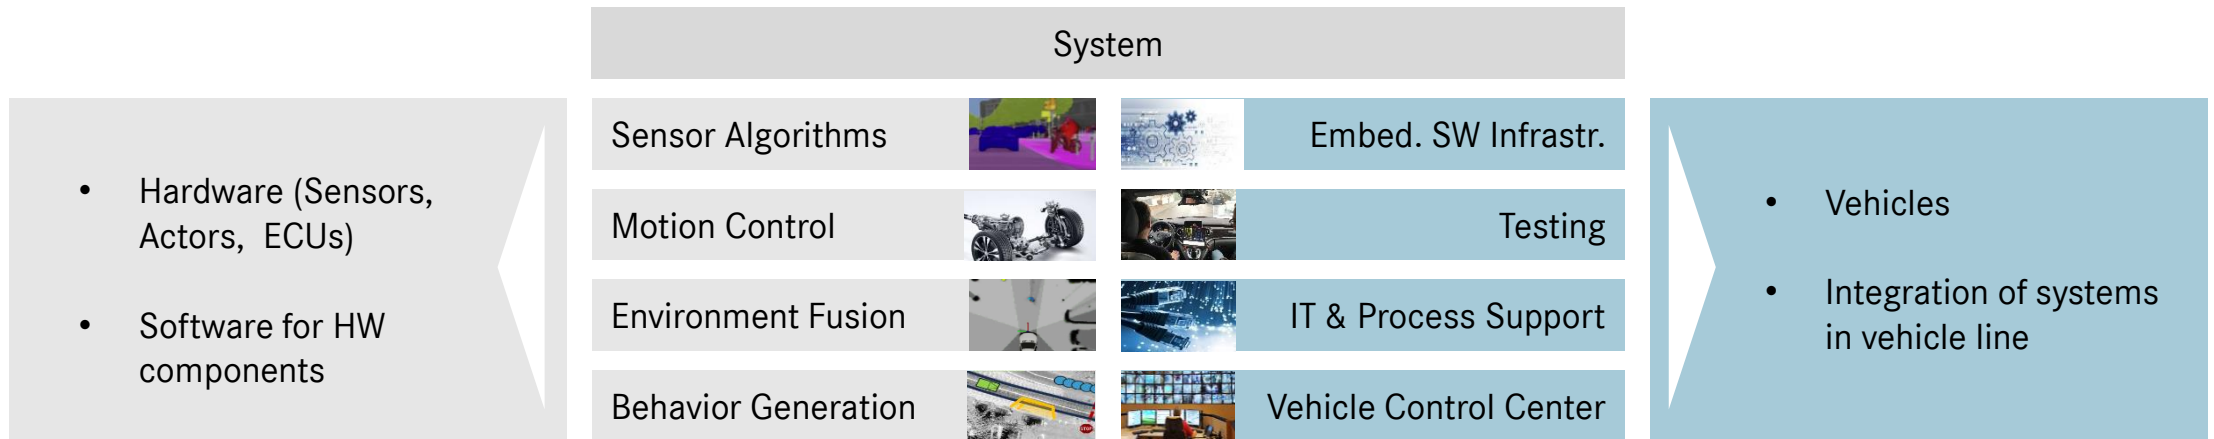 System
• Hardware (Sensors,
Actors, ECUs)
• Software for HW
components
Sensor Algorithms
Motion Control
Environment Fusion
Behavior Generation
Embed. SW Infrastr.
Testing
IT & Process Support
Vehicle Control Center
• Vehicles
• Integration of systems
in vehicle line
STOP